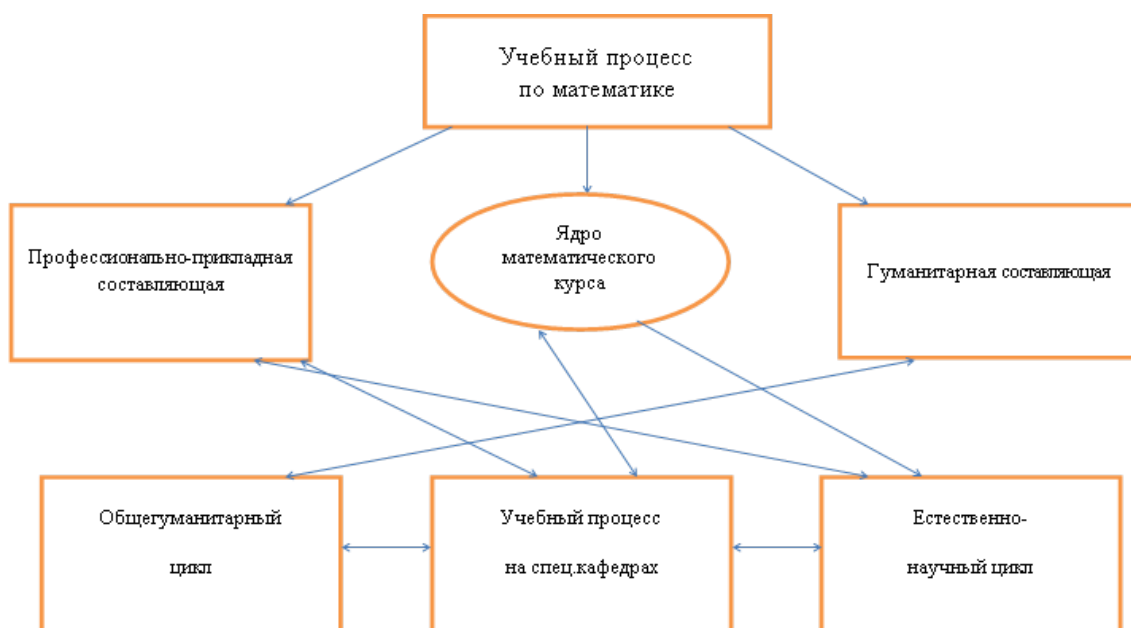 Учебный процесс
по математике
Профессионально-прикладная
составляющая
Ядро
математического
курса
Гуманитарная составляющая
Общегуманитарный
цикл
Учебный процесс
на спец.кафедрах
Естественно-
научный цикл